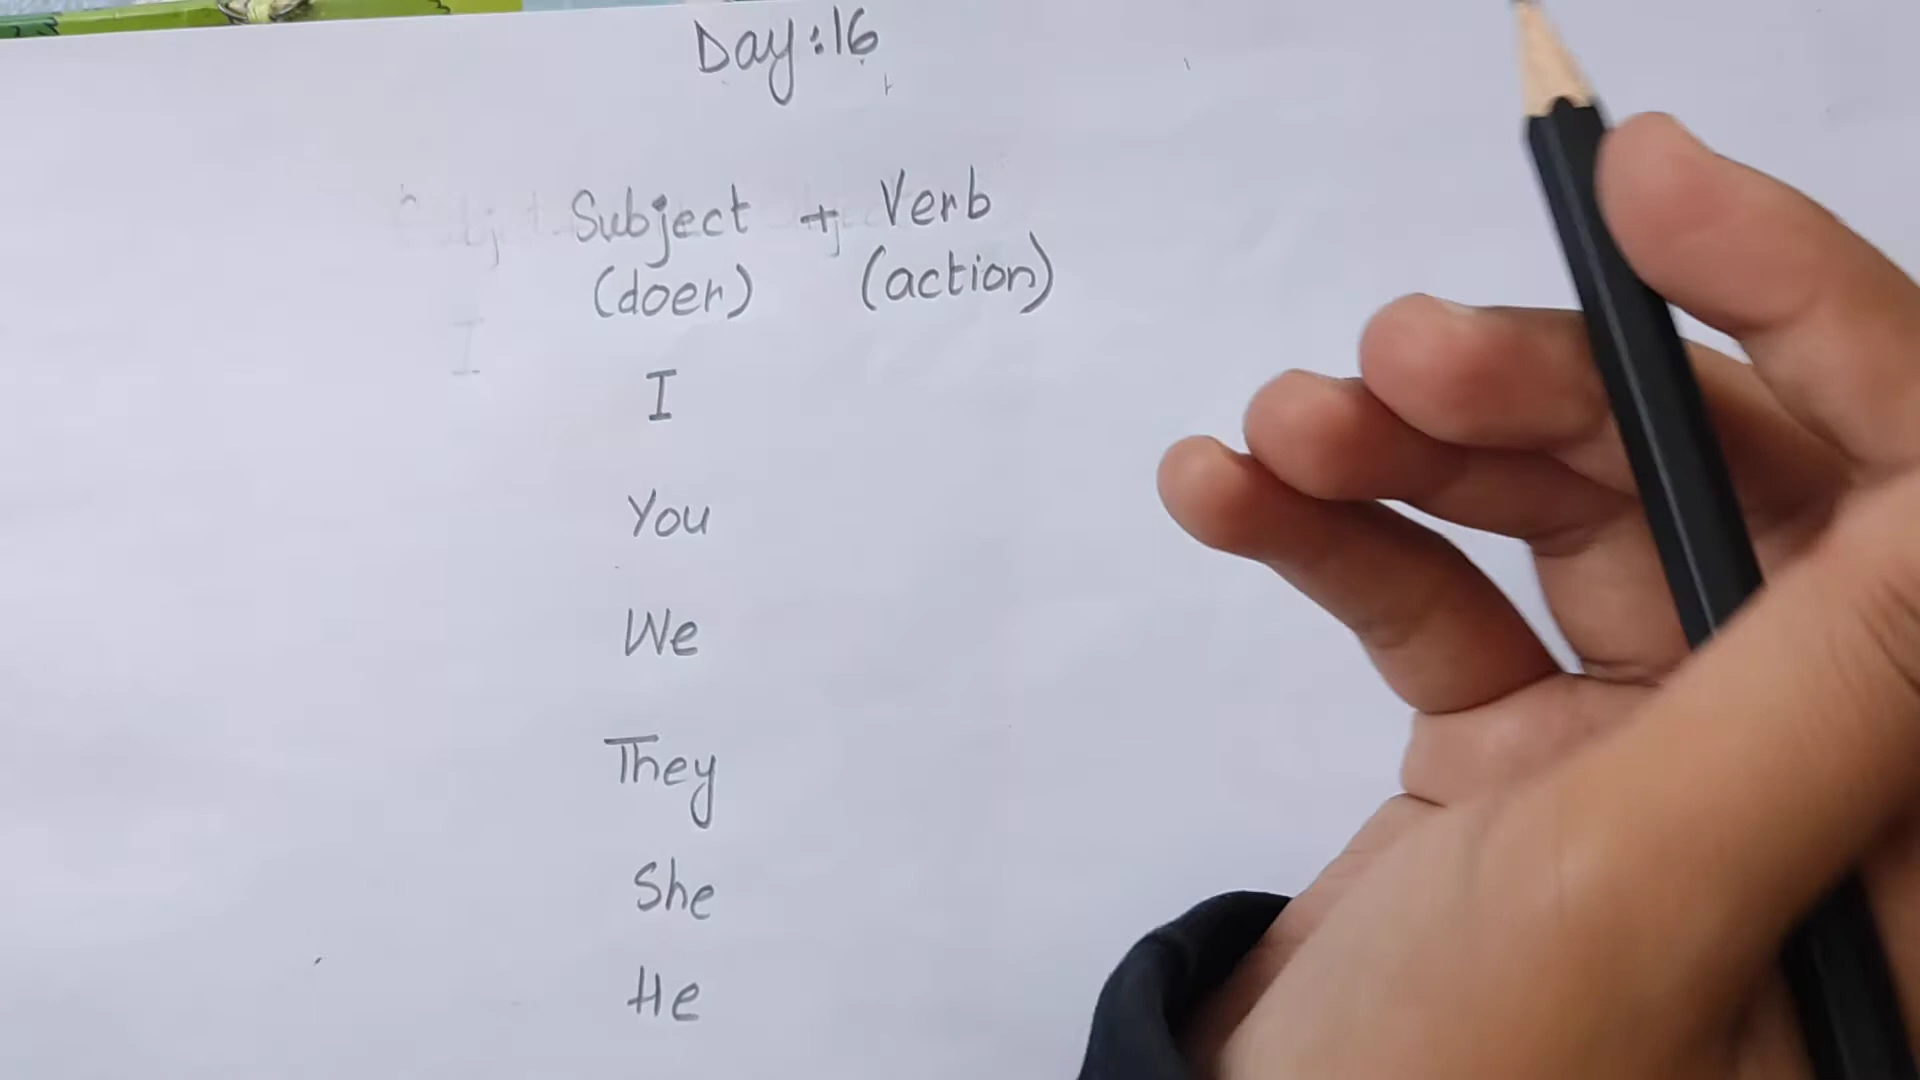 Day:16
Subject + Verb
(doer) (action)
I
You
We
They
She
He